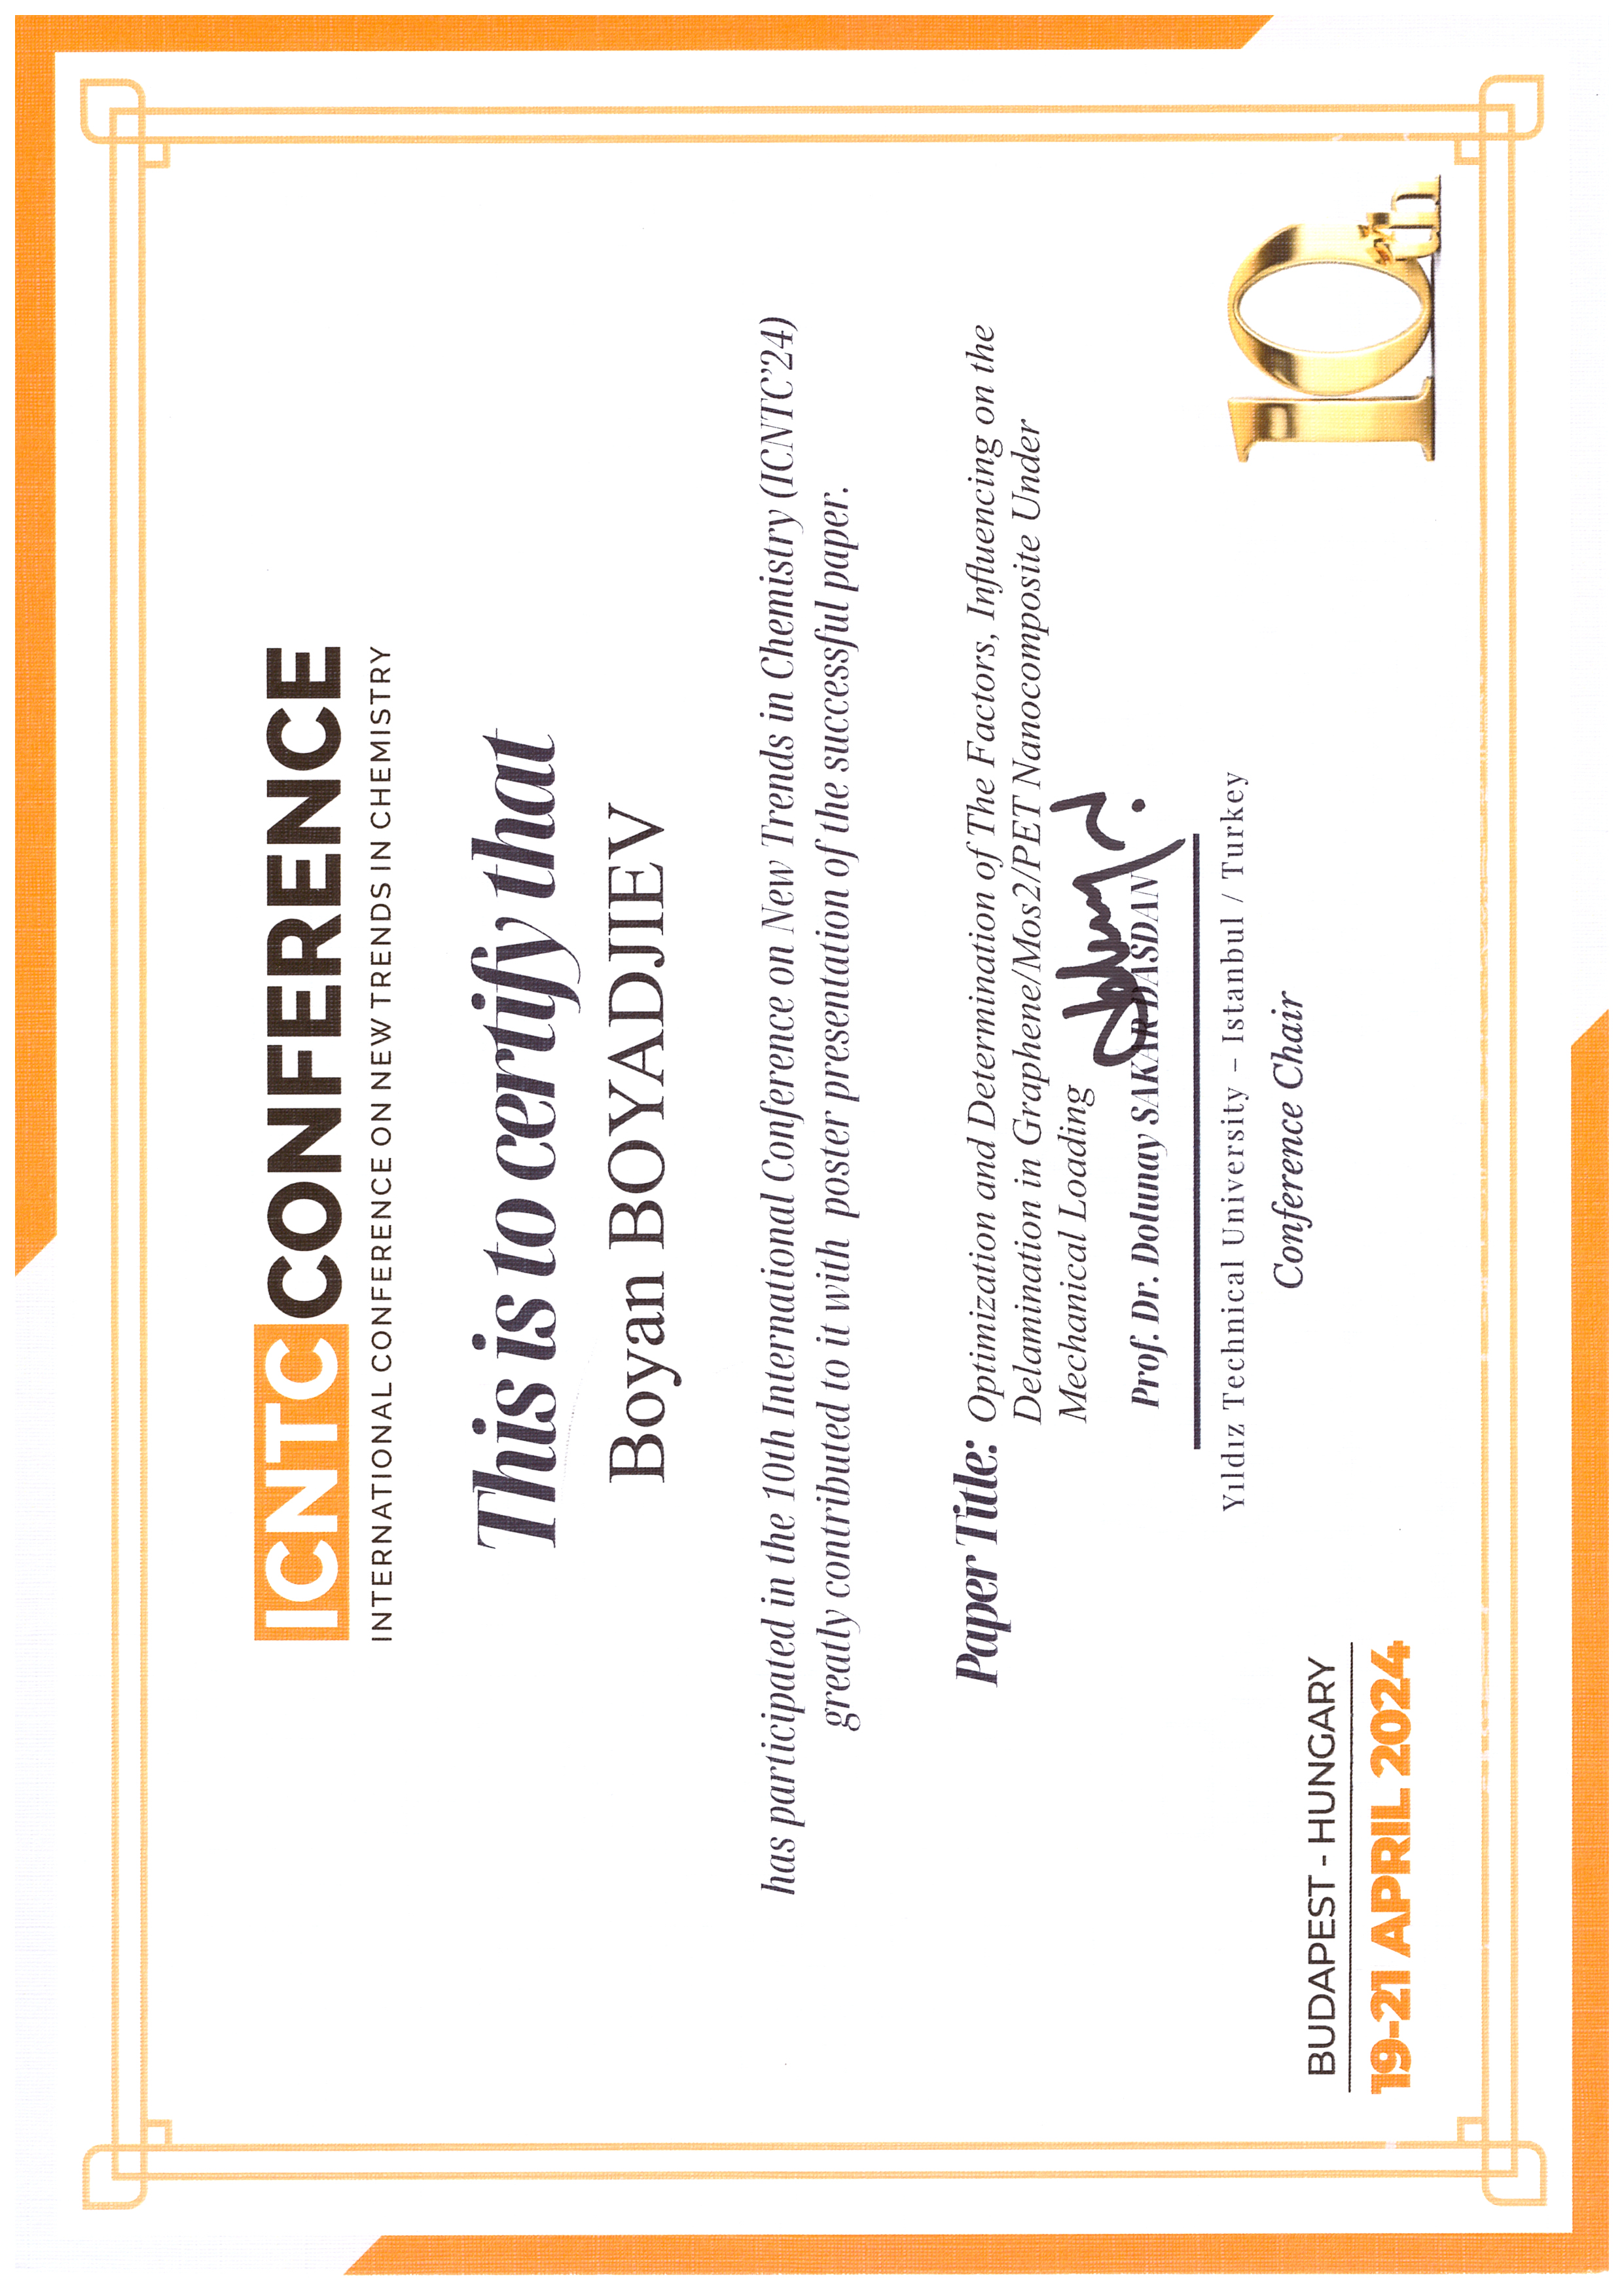 ICNTC CONFERENCE
INTERNATIONAL CONFERENCE ON NEW TRENDS IN CHEMISTRY
This is to certify that
Boyan BOYADJIEV
has participated in the 10th International Conference on New Trends in Chemistry (ICNTC’24)
greatly contributed to it with poster presentation of the successful paper.
Paper Title: Optimization and Determination of The Factors, Influencing on the
Delamination in Graphene/Mos2/PET Nanocomposite Under
Mechanical Loading
Prof. Dr. Dolunay SAKAR DASDAN
Yıldız Technical University – Istanbul / Turkey
Conference Chair
BUDAPEST - HUNGARY
19-21 APRIL 2024
10th